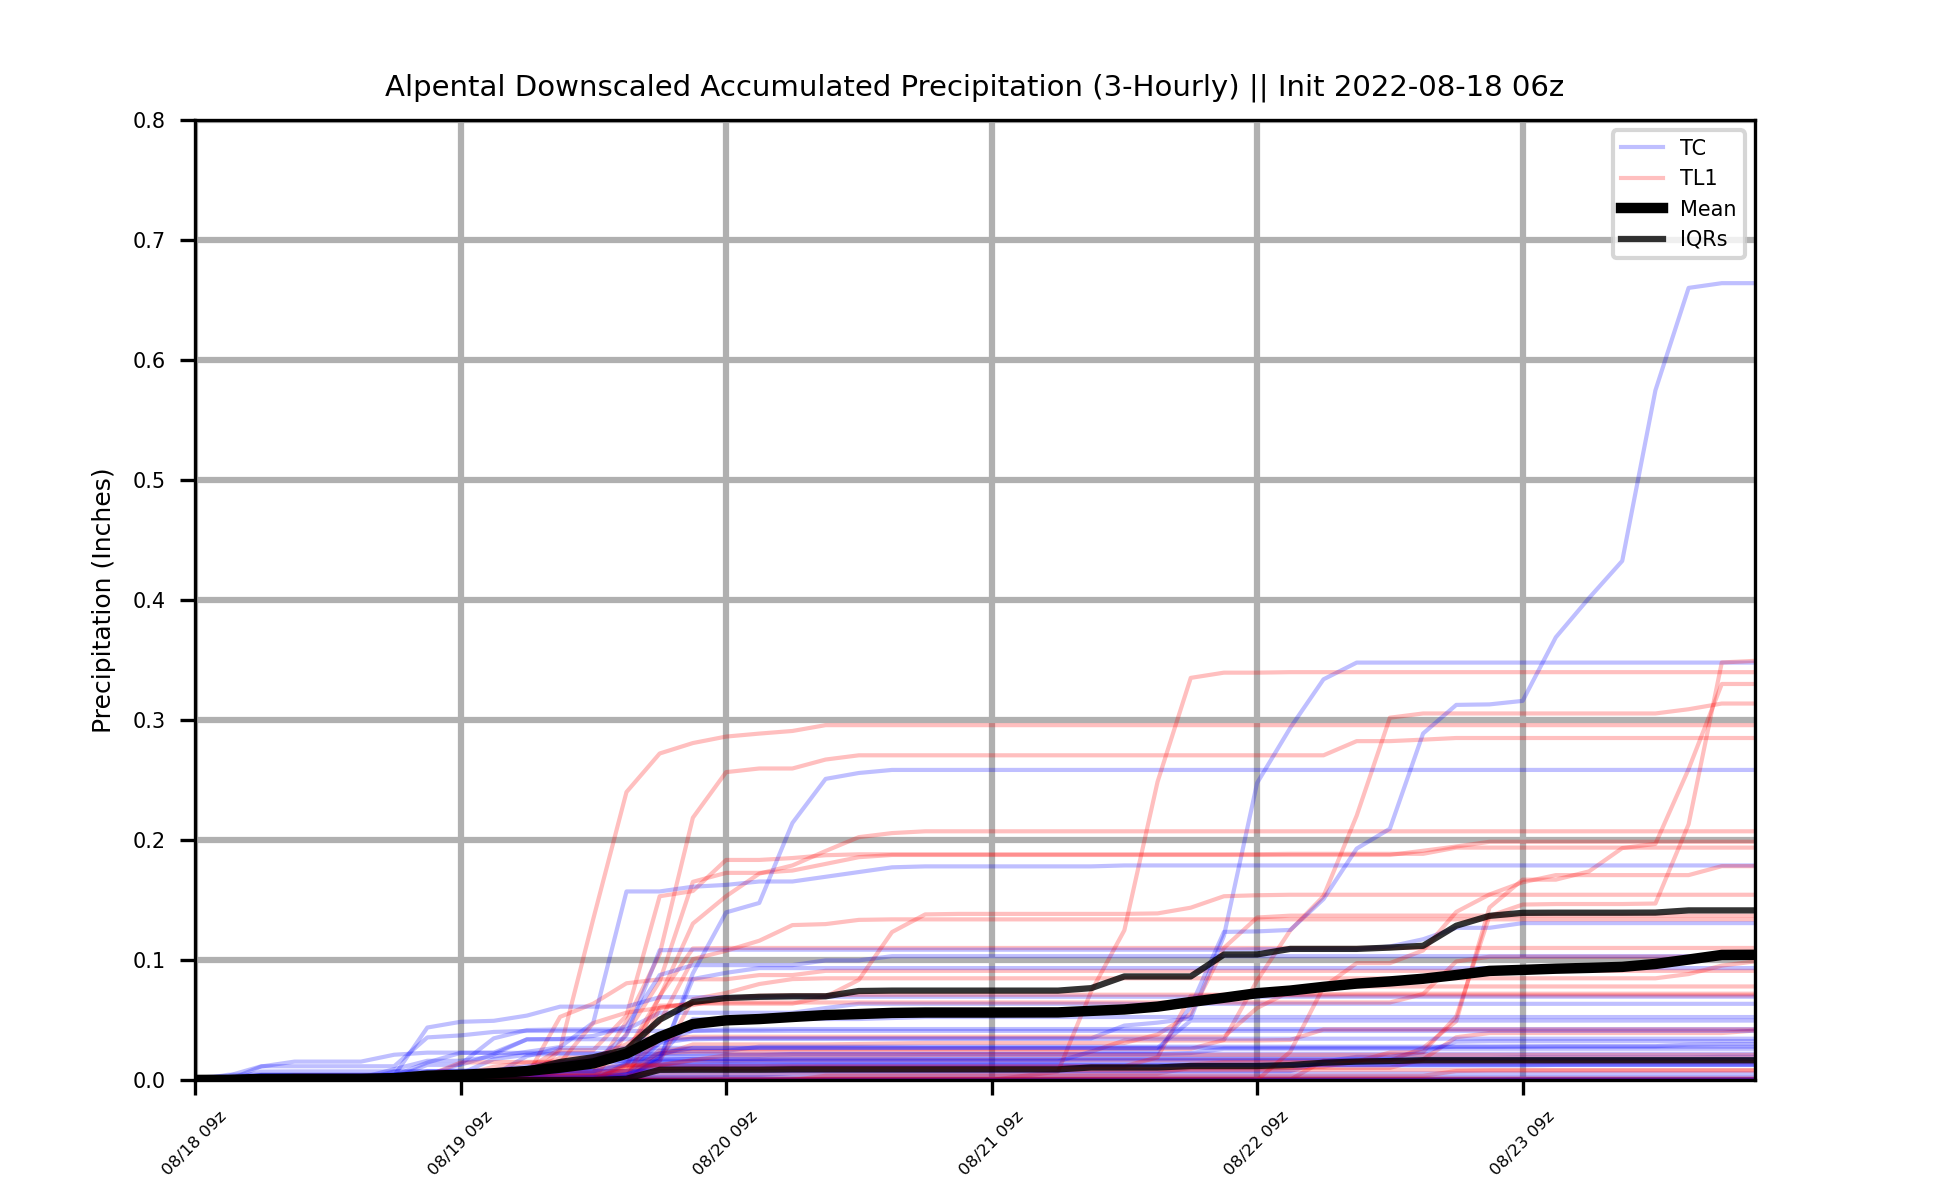 Alpental Downscaled Accumulated Precipitation (3-Hourly) || Init 2022-08-18 06z
TC
TL1
Mean
IQRs
Precipitation (Inches)
0.8
0.7
0.6
0.5
0.4
0.3
0.2
0.1
0.0
08/18 09z
08/19 09z
08/20 09z
08/21 09z
08/22 09z
08/23 09z